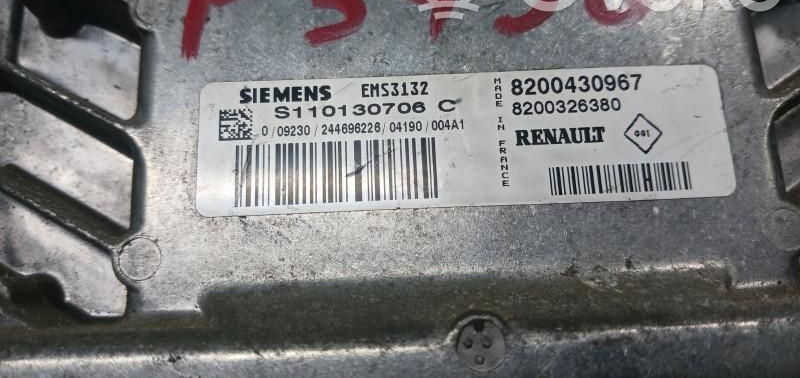 SIEMENS EMS3132
S110130706 C
0/09230/244696226/04190/004A1
MADE IN FRANCE
8200430967
8200326380
RENAULT